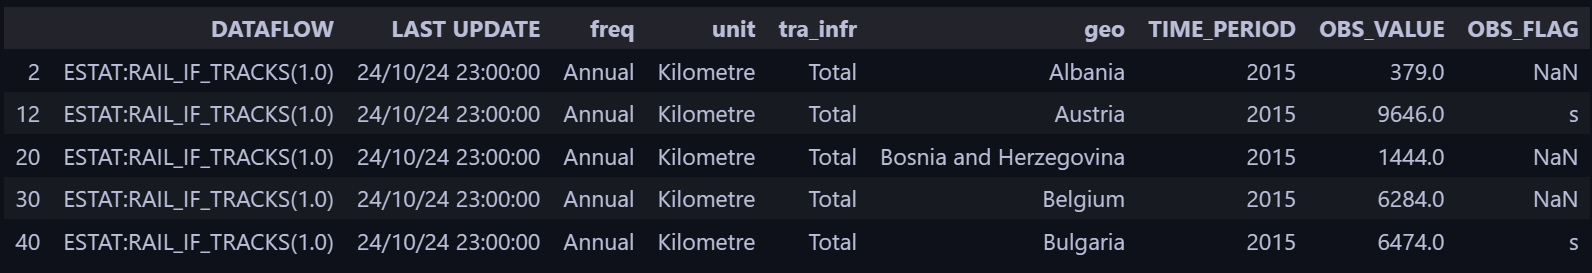 DATAFLOW LAST UPDATE freq unit tra_infr geo TIME_PERIOD OBS_VALUE OBS_FLAG
2 ESTAT:RAIL_IF_TRACKS(1.0) 24/10/24 23:00:00 Annual Kilometre Total Albania 2015 379.0 NaN
12 ESTAT:RAIL_IF_TRACKS(1.0) 24/10/24 23:00:00 Annual Kilometre Total Austria 2015 9646.0 s
20 ESTAT:RAIL_IF_TRACKS(1.0) 24/10/24 23:00:00 Annual Kilometre Total Bosnia and Herzegovina 2015 1444.0 NaN
30 ESTAT:RAIL_IF_TRACKS(1.0) 24/10/24 23:00:00 Annual Kilometre Total Belgium 2015 6284.0 NaN
40 ESTAT:RAIL_IF_TRACKS(1.0) 24/10/24 23:00:00 Annual Kilometre Total Bulgaria 2015 6474.0 s